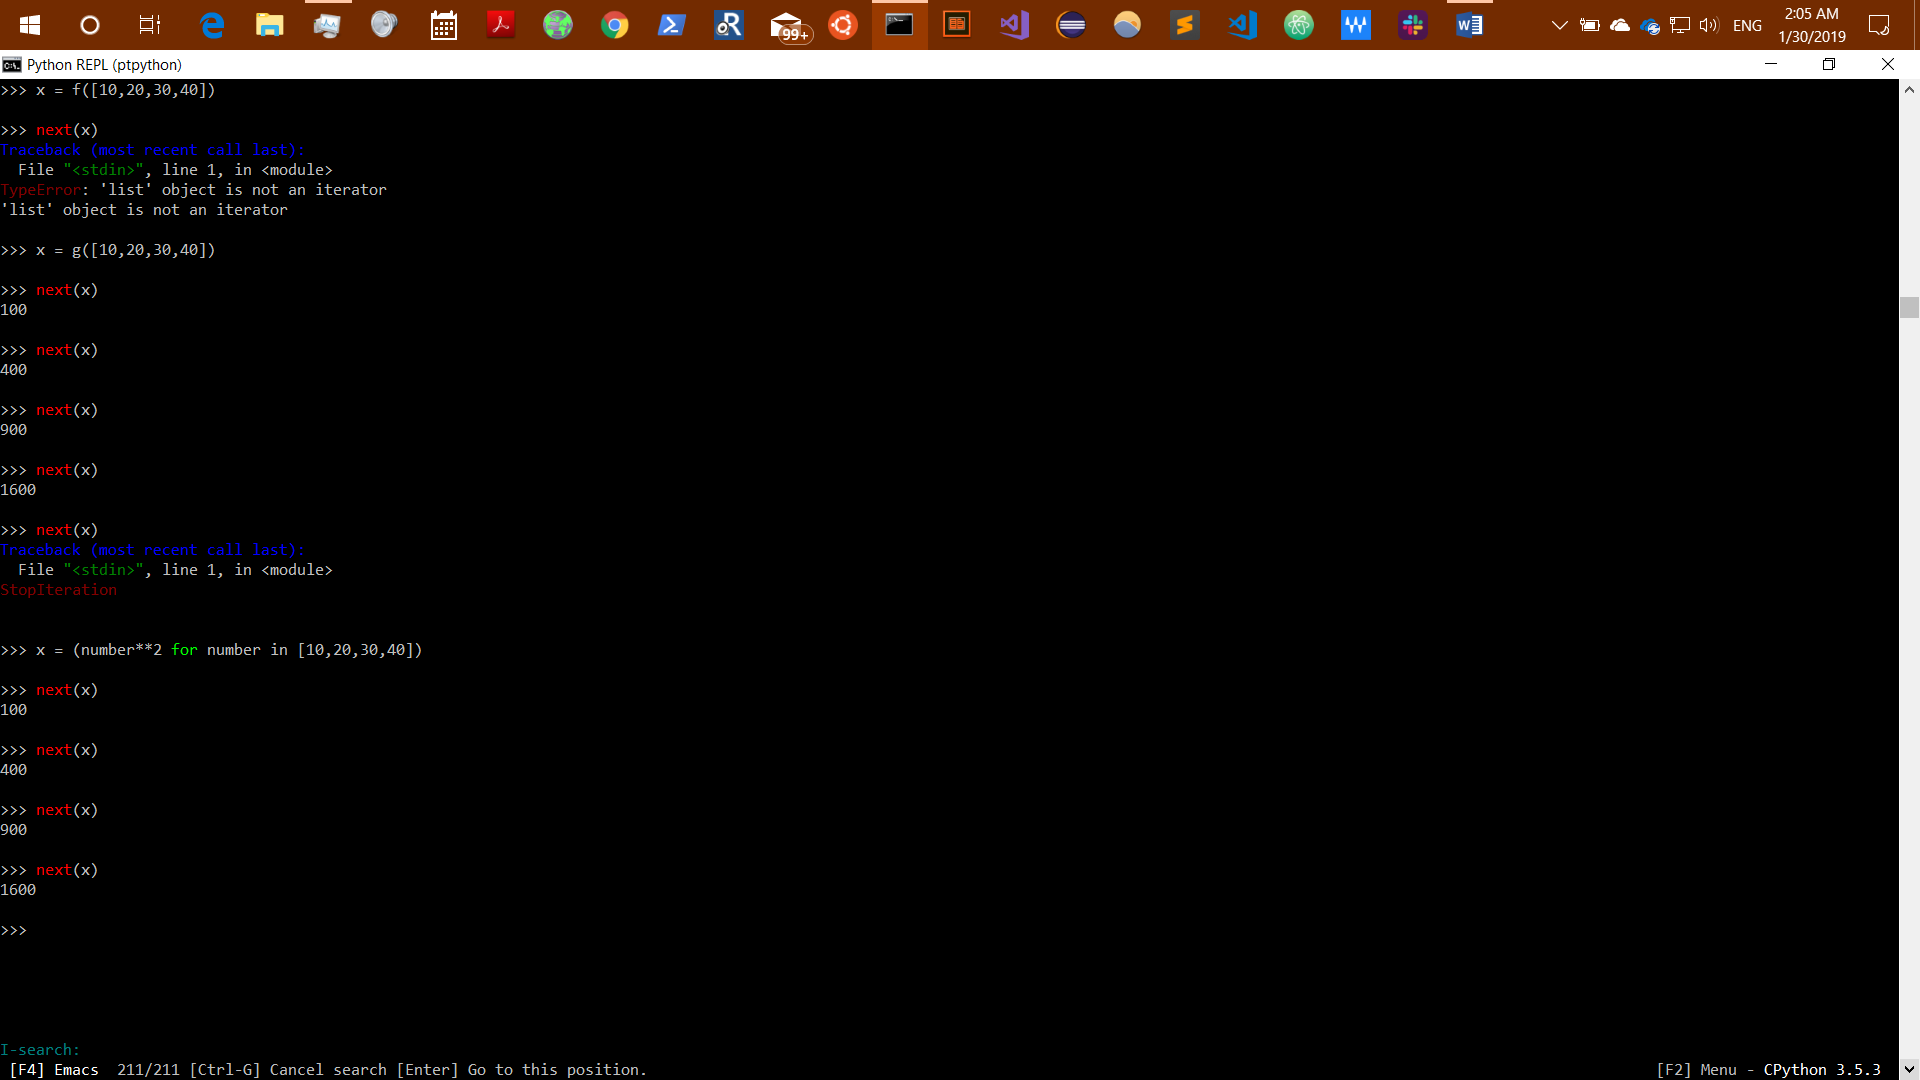 99+
ENG
2:05 AM
1/30/2019
Python REPL (ptpython)
>>> x = f([10,20,30,40])
>>> next(x)
Traceback (most recent call last):
  File "<stdin>", line 1, in <module>
TypeError: 'list' object is not an iterator
'list' object is not an iterator
>>> x = g([10,20,30,40])
>>> next(x)
100
>>> next(x)
400
>>> next(x)
900
>>> next(x)
1600
>>> next(x)
Traceback (most recent call last):
  File "<stdin>", line 1, in <module>
StopIteration
>>> x = (number**2 for number in [10,20,30,40])
>>> next(x)
100
>>> next(x)
400
>>> next(x)
900
>>> next(x)
1600
>>>
I-search:
[F4] Emacs  211/211 [Ctrl-G] Cancel search [Enter] Go to this position. [F2] Menu - CPython 3.5.3